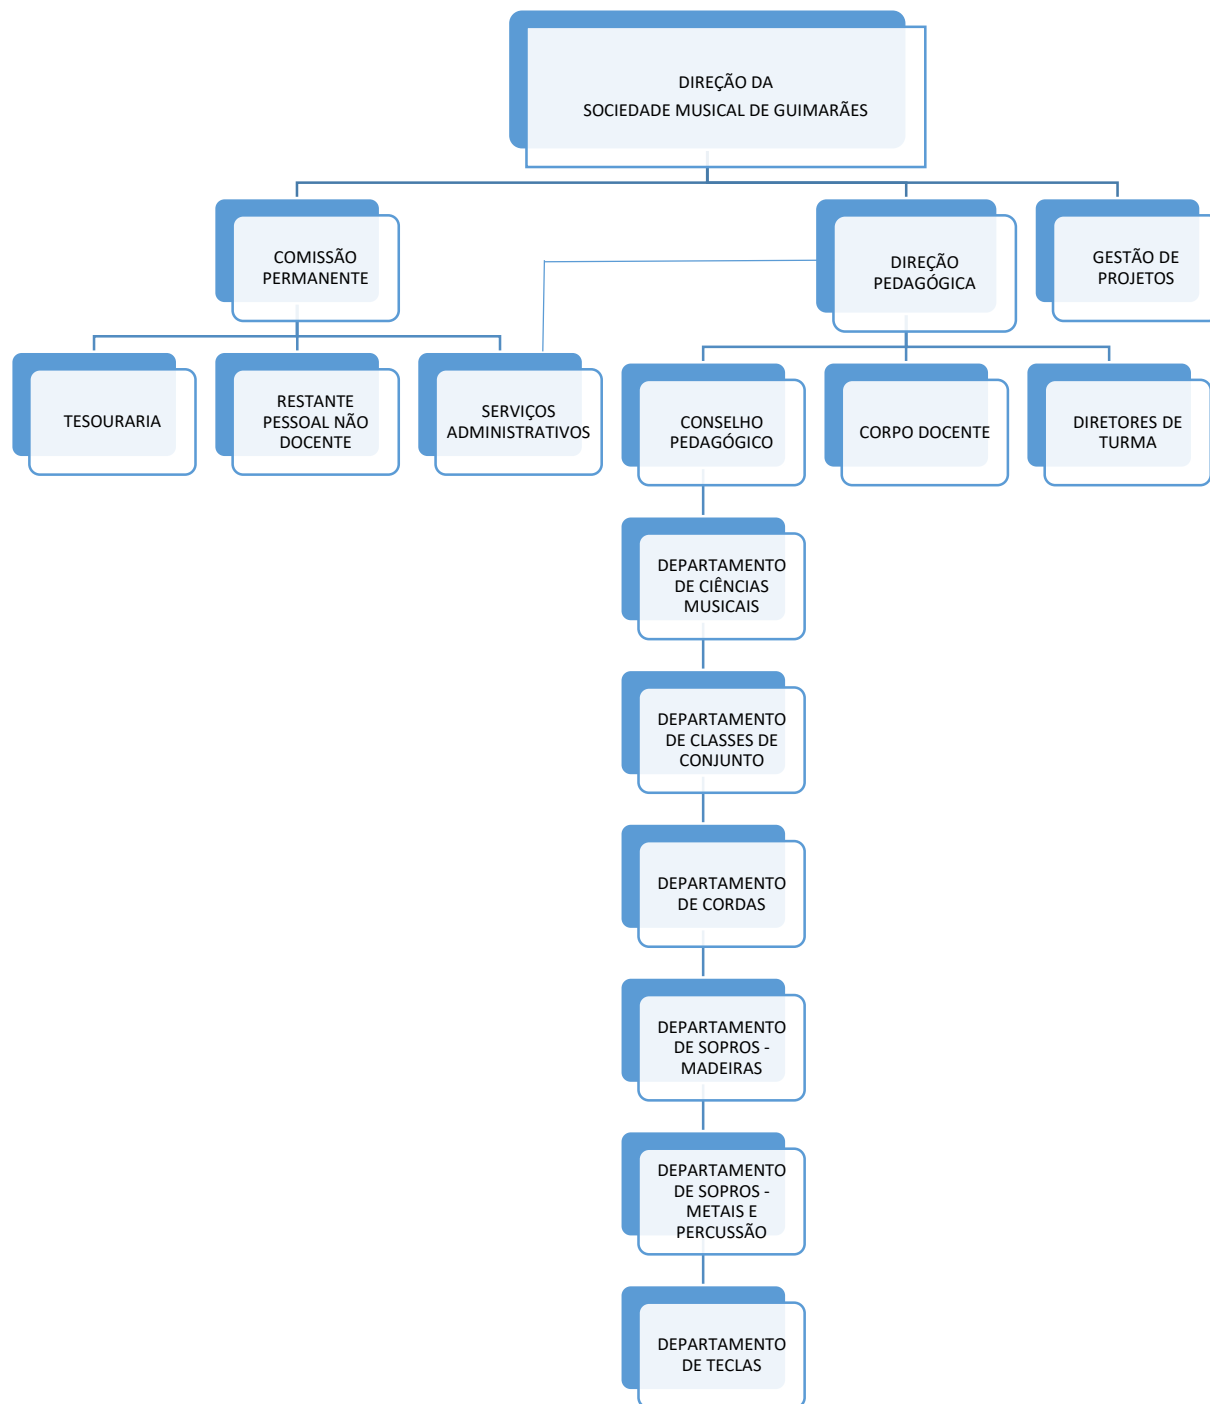 DIREÇÃO DA
SOCIEDADE MUSICAL DE GUIMARÃES
COMISSÃO
PERMANENTE
DIREÇÃO
PEDAGÓGICA
GESTÃO DE
PROJETOS
TESOURARIA
RESTANTE
PESSOAL NÃO
DOCENTE
SERVIÇOS
ADMINISTRATIVOS
CONSELHO
PEDAGÓGICO
CORPO DOCENTE
DIRETORES DE
TURMA
DEPARTAMENTO
DE CIÊNCIAS
MUSICAIS
DEPARTAMENTO
DE CLASSES DE
CONJUNTO
DEPARTAMENTO
DE CORDAS
DEPARTAMENTO
DE SOPROS -
MADEIRAS
DEPARTAMENTO
DE SOPROS -
METAIS E
PERCUSSÃO
DEPARTAMENTO
DE TECLAS